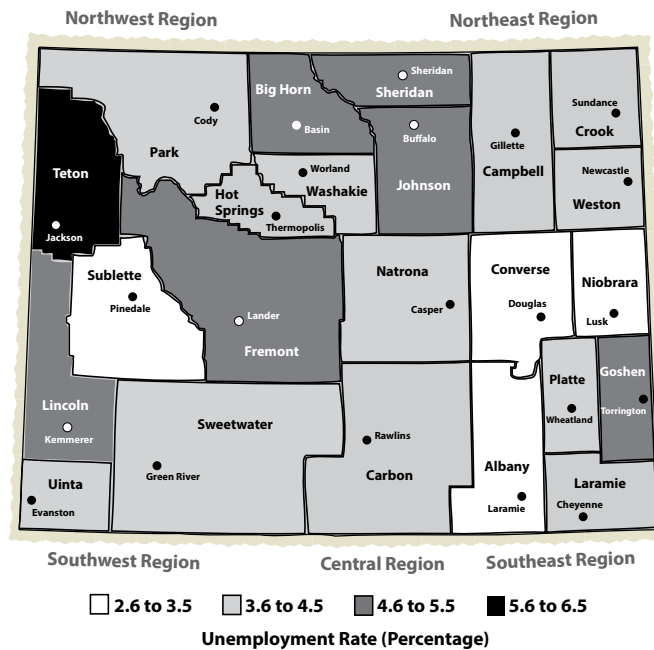 Northwest Region
Northeast Region
Sheridan
Big Horn
Sheridan
Cody
Basin
Buffalo
Sundance
Crook
Gillette
Park
Teton
Worland
Washakie
Johnson
Campbell
Newcastle
Weston
Hot
Springs
Thermopolis
Jackson
Sublette
Pinedale
Natrona
Casper
Converse
Douglas
Niobrara
Lusk
Lander
Fremont
Platte
Wheatland
Goshen
Torrington
Lincoln
Kemmerer
Sweetwater
Rawlins
Carbon
Green River
Uinta
Evanston
Albany
Laramie
Laramie
Cheyenne
Southwest Region
Central Region
Southeast Region
2.6 to 3.5 3.6 to 4.5 4.6 to 5.5 5.6 to 6.5
Unemployment Rate (Percentage)